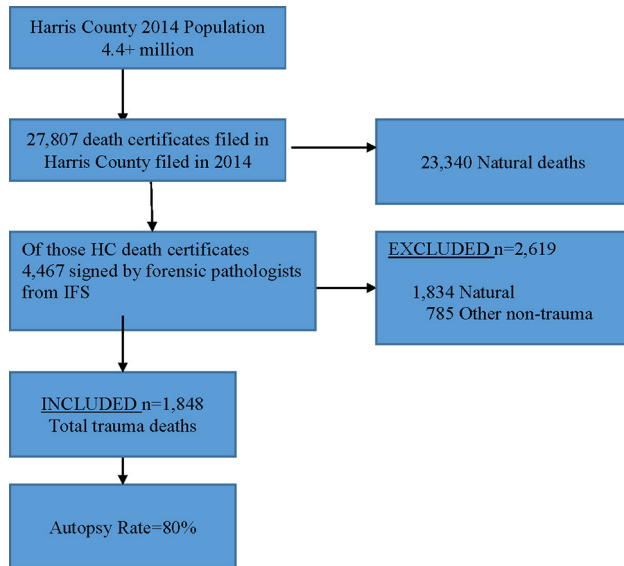 Harris County 2014 Population
4.4+ million
27,807 death certificates filed in
Harris County filed in 2014
23,340 Natural deaths
Of those HC death certificates
4,467 signed by forensic pathologists
from IFS
EXCLUDED n=2,619
1,834 Natural
785 Other non-trauma
INCLUDED n=1,848
Total trauma deaths
Autopsy Rate=80%